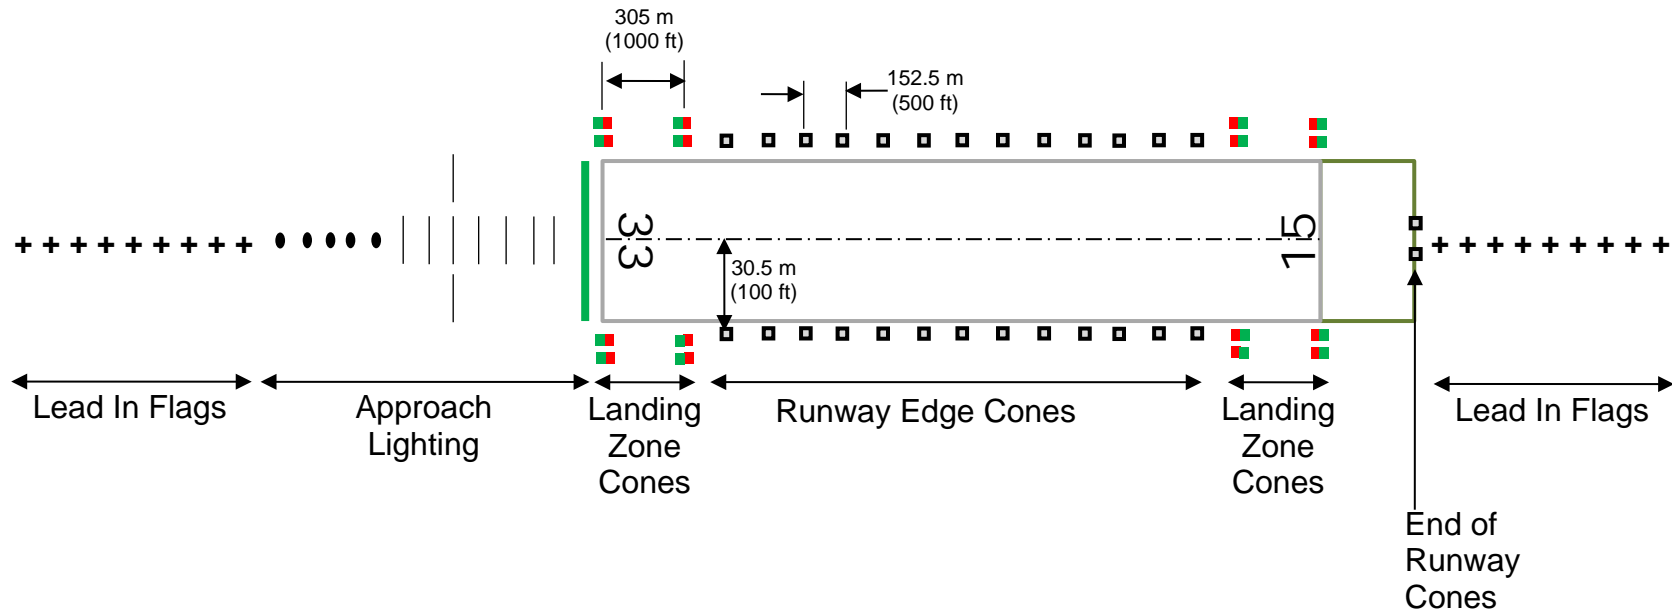 305 m
(1000 ft)
152.5 m
(500 ft)
33
15
30.5 m
(100 ft)
Lead In Flags
Approach
Lighting
Landing
Zone
Cones
Runway Edge Cones
Landing
Zone
Cones
Lead In Flags
End of
Runway
Cones